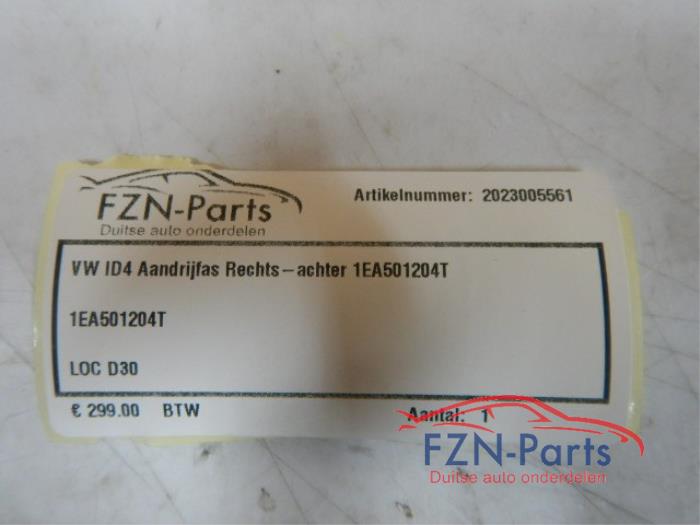 FZN-Parts
Duitse auto onderdelen
Artikelnummer: 2023005561
VW ID4 Aandrijfas Rechts-achter 1EA501204T
1EA501204T
LOC D30
€ 299.00 BTW
Aantal: 1
FZN-Parts
Duitse auto onderdelen